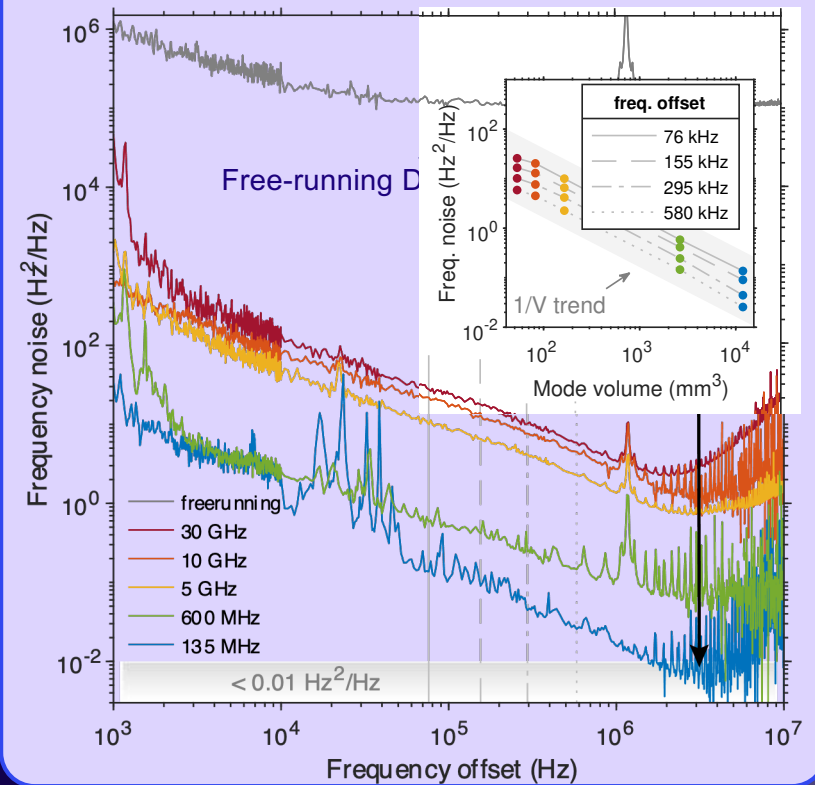 10^6
10^4
10^2
10^0
10^-2
Frequency noise (Hz^2/Hz)
Free-running D
freerunning
30 GHz
10 GHz
5 GHz
600 MHz
135 MHz
< 0.01 Hz^2/Hz
10^3
10^4
10^5
10^6
10^7
Frequency offset (Hz)
freq. offset
76 kHz
155 kHz
295 kHz
580 kHz
10^2
10^0
10^-2
Freq. noise (Hz^2/Hz)
1/V trend
10^2
10^3
10^4
Mode volume (mm^3)